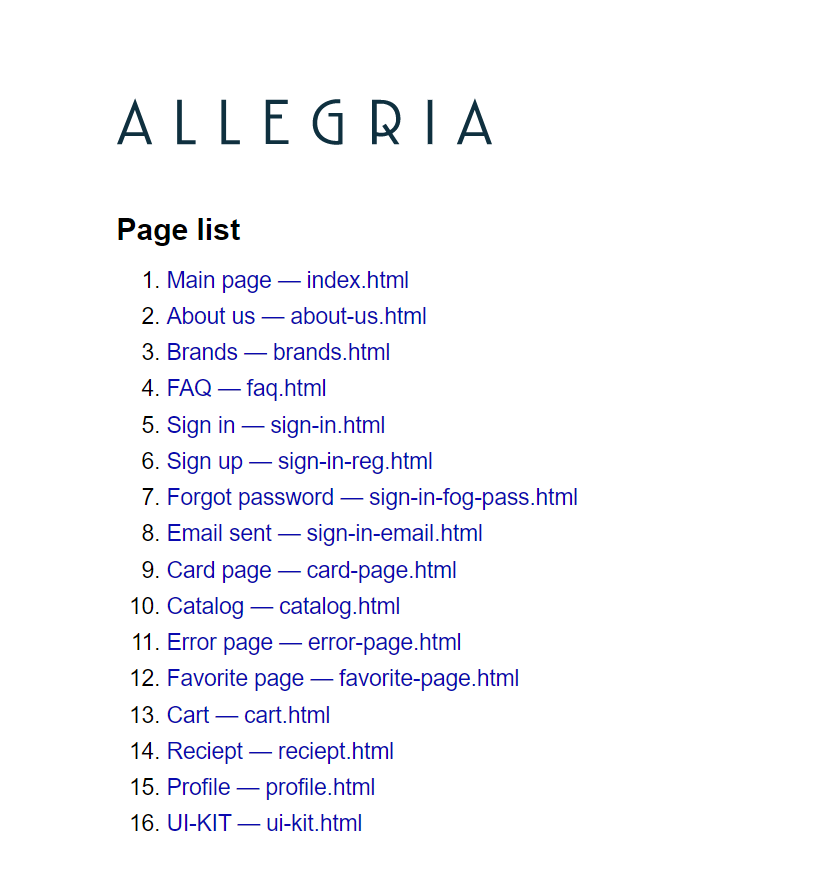 ALLEGRIA
Page list
1. Main page — index.html
2. About us — about-us.html
3. Brands — brands.html
4. FAQ — faq.html
5. Sign in — sign-in.html
6. Sign up — sign-in-reg.html
7. Forgot password — sign-in-fog-pass.html
8. Email sent — sign-in-email.html
9. Card page — card-page.html
10. Catalog — catalog.html
11. Error page — error-page.html
12. Favorite page — favorite-page.html
13. Cart — cart.html
14. Reciept — reciept.html
15. Profile — profile.html
16. UI-KIT — ui-kit.html